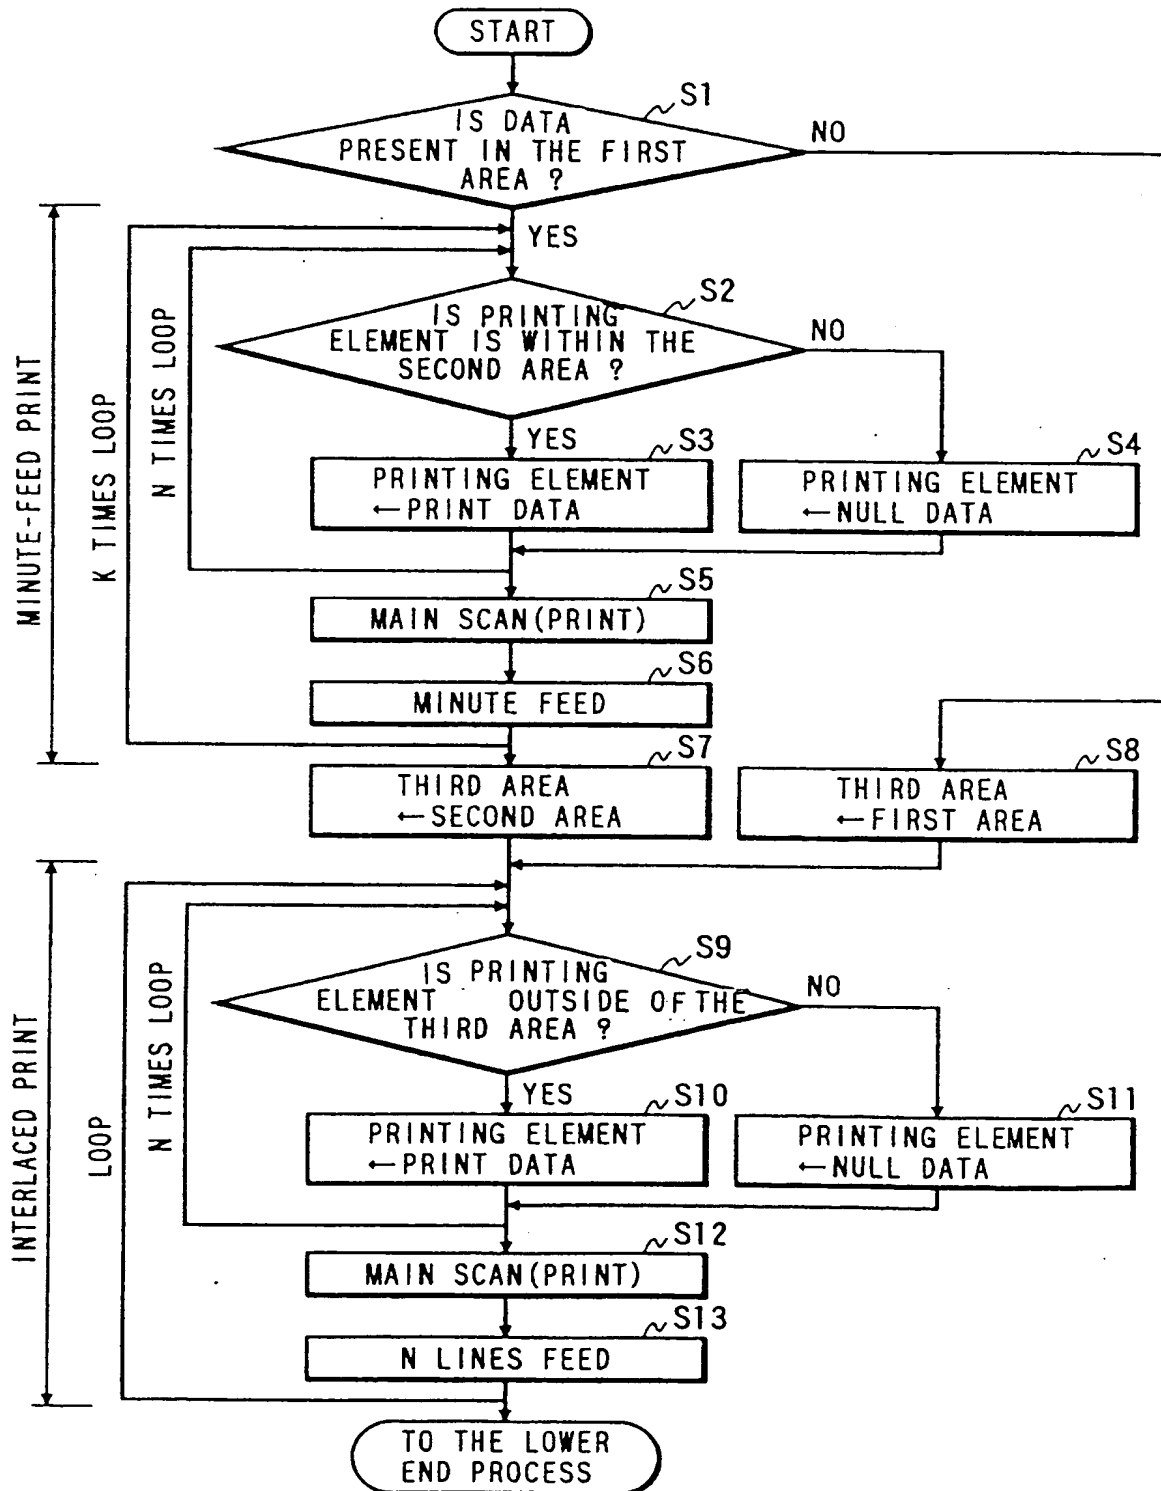 START
S1
IS DATA
PRESENT IN THE FIRST
AREA ?
NO
YES
S2
IS PRINTING
ELEMENT IS WITHIN THE
SECOND AREA ?
NO
YES
S3
PRINTING ELEMENT
←PRINT DATA
S4
PRINTING ELEMENT
←NULL DATA
S5
MAIN SCAN(PRINT)
S6
MINUTE FEED
MINUTE-FEED PRINT
K TIMES LOOP
N TIMES LOOP
S7
THIRD AREA
←SECOND AREA
S8
THIRD AREA
←FIRST AREA
S9
IS PRINTING
ELEMENT OUTSIDE OF THE
THIRD AREA ?
NO
YES
S10
PRINTING ELEMENT
←PRINT DATA
S11
PRINTING ELEMENT
←NULL DATA
S12
MAIN SCAN(PRINT)
S13
N LINES FEED
INTERLACED PRINT
LOOP
N TIMES LOOP
TO THE LOWER
END PROCESS